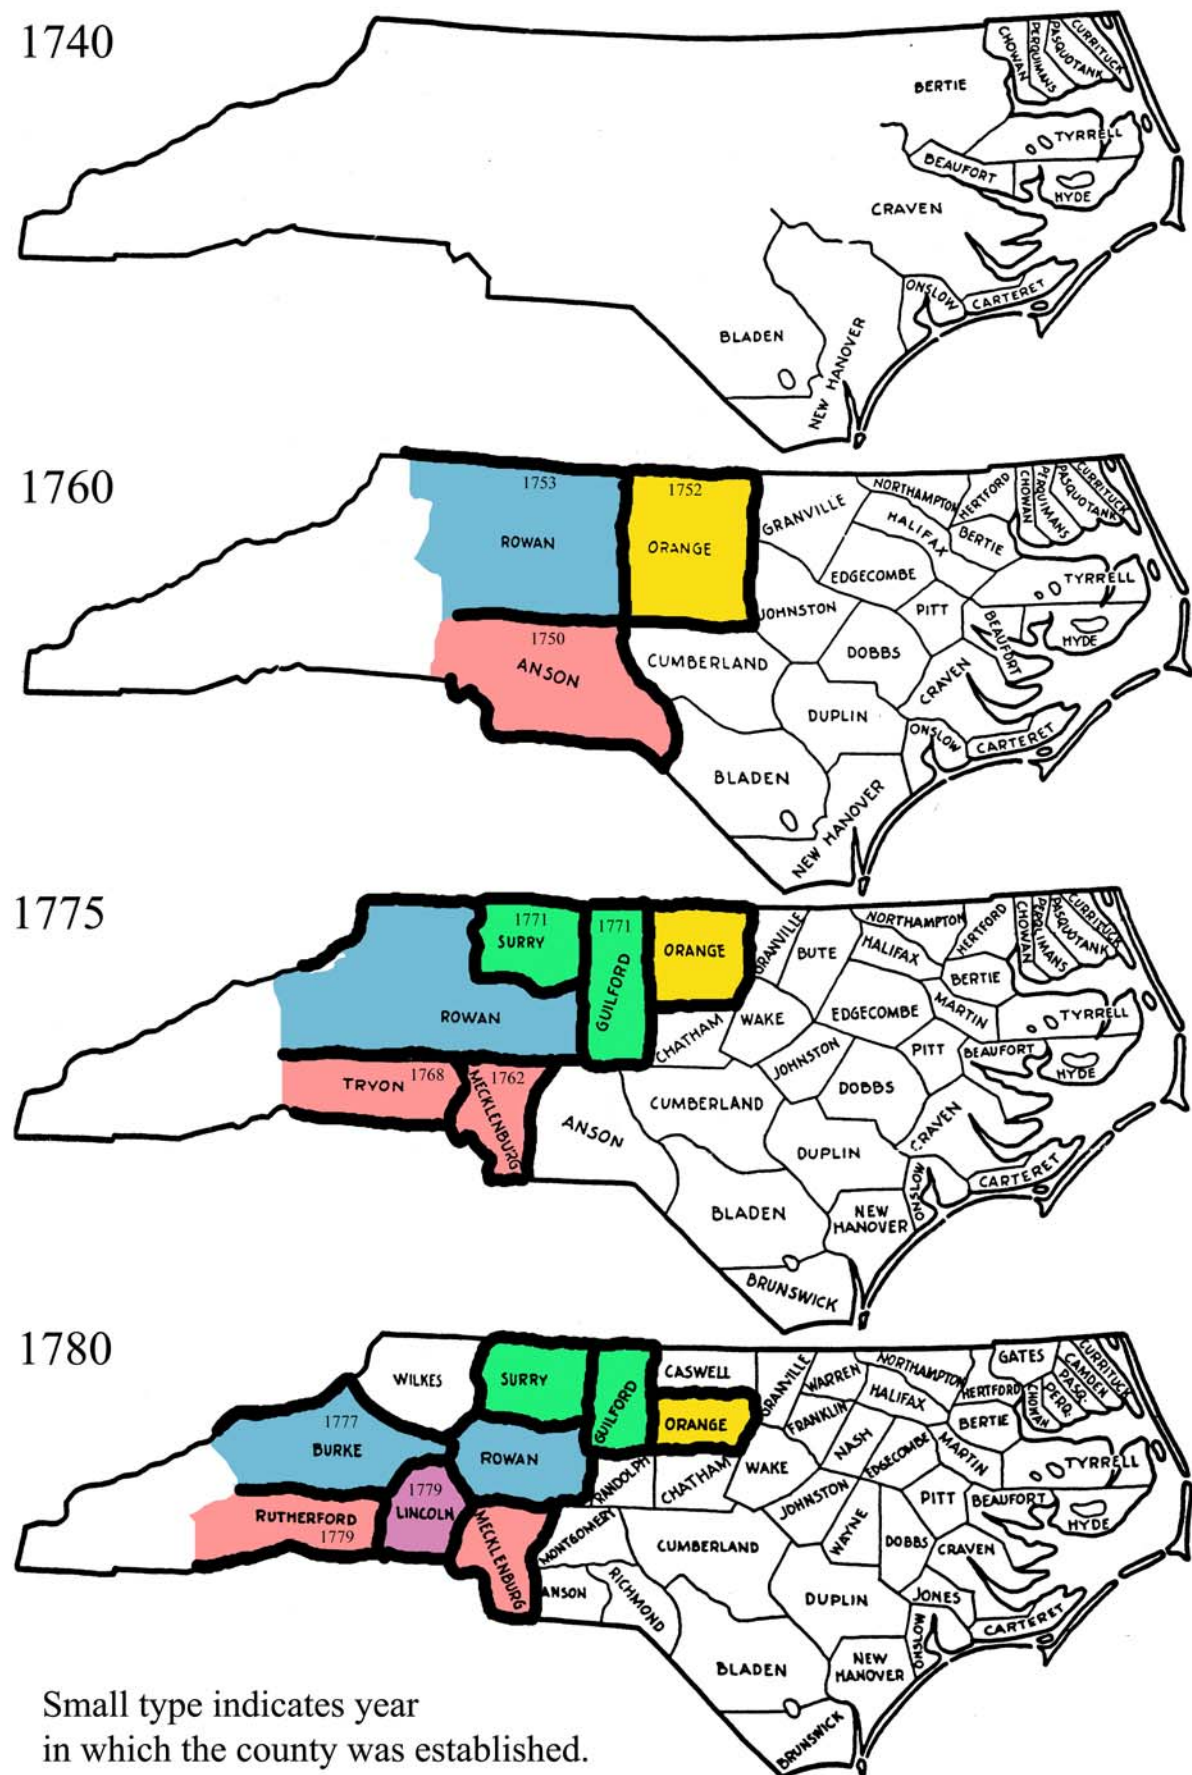 1740
CHOWAN
PERQUIMANS
PASQUOTANK
CURRITUCK
BERTIE
TYRRELL
BEAUFORT
HYDE
CRAVEN
ONSLOW
CARTERET
BLADEN
NEW HANOVER
1760
1753
ROWAN
1752
ORANGE
1750
ANSON
GRANVILLE
NORTHAMPTON
HERTFORD
CHOWAN
PERQUIMANS
PASQUOTANK
CURRITUCK
HALIFAX
BERTIE
EDGECOMBE
TYRRELL
JOHNSTON
PITT
BEAUFORT
HYDE
CUMBERLAND
DOBBS
CRAVEN
DUPLIN
ONSLOW
CARTERET
BLADEN
NEW HANOVER
1775
1771
SURRY
1771
GUILFORD
ORANGE
GRANVILLE
BUTE
NORTHAMPTON
HALIFAX
HERTFORD
CHOWAN
PASQUOTANK
CURRITUCK
BERTIE
ROWAN
CHATHAM
WAKE
EDGECOMBE
MARTIN
TYRRELL
TRYON 1768
1762
MECKLENBURG
JOHNSTON
PITT
BEAUFORT
HYDE
ANSON
CUMBERLAND
DOBBS
CRAVEN
DUPLIN
ONSLOW
CARTERET
BLADEN
NEW
HANOVER
BRUNSWICK
1780
WILKES
SURRY
GUILFORD
CASWELL
GRANVILLE
WARREN
NORTHAMPTON
GATES
CURRITUCK
CAMDEN
PASQ.
PERQ.
CHOWAN
HERTFORD
HALIFAX
FRANKLIN
ORANGE
BERTIE
1777
BURKE
ROWAN
RANDOLPH
CHATHAM
WAKE
NASH
EDGECOMBE
MARTIN
TYRRELL
1779
LINCOLN
RUTHERFORD
1779
MECKLENBURG
MONTGOMERY
JOHNSTON
WAYNE
PITT
BEAUFORT
HYDE
CUMBERLAND
DOBBS
CRAVEN
ANSON
RICHMOND
DUPLIN
JONES
ONSLOW
CARTERET
BLADEN
NEW
HANOVER
BRUNSWICK
Small type indicates year
in which the county was established.